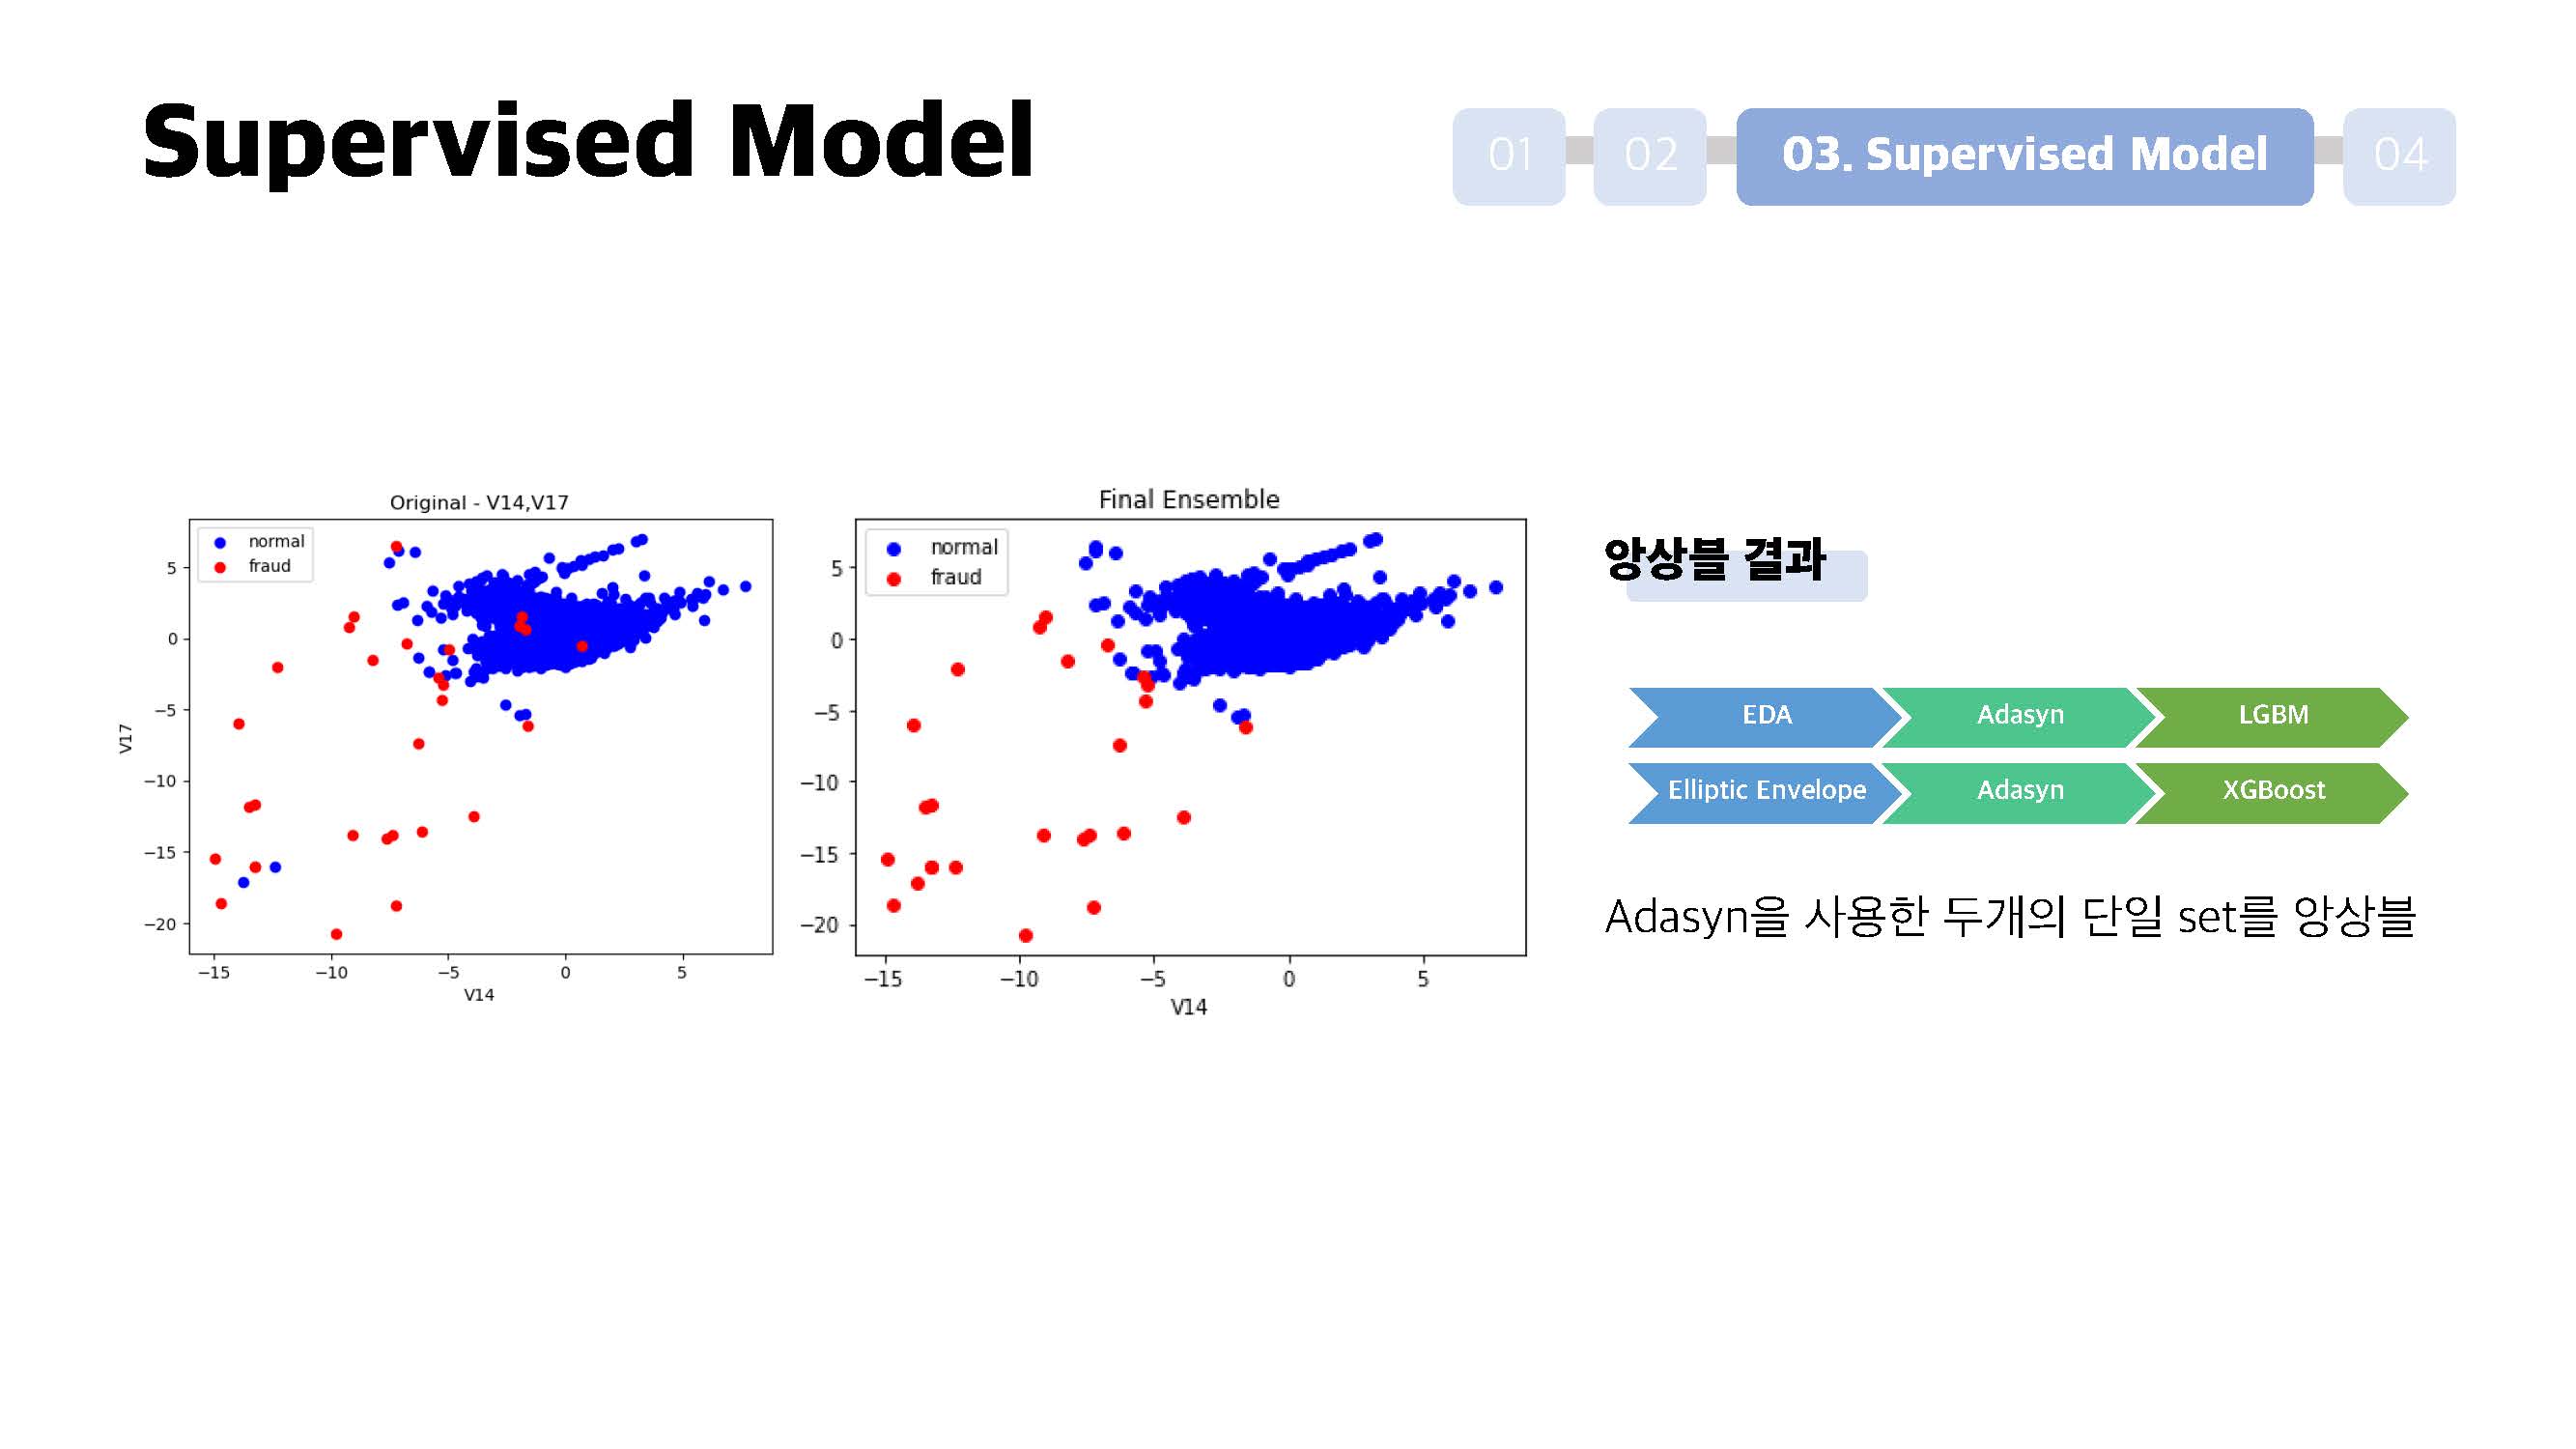 Supervised Model
01
02
03. Supervised Model
04
Original - V14,V17
normal
fraud
5
0
−5
−10
−15
−20
V17
−15
−10
−5
0
5
V14
Final Ensemble
normal
fraud
5
0
−5
−10
−15
−20
−15
−10
−5
0
5
V14
앙상블 결과
EDA
Adasyn
LGBM
Elliptic Envelope
Adasyn
XGBoost
Adasyn을 사용한 두개의 단일 set를 앙상블